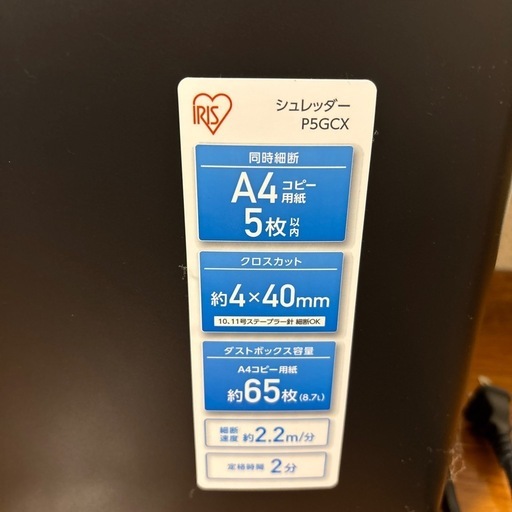 IRIS
シュレッダー
P5GCX
同時細断
A4 コピー用紙
5枚以内
クロスカット
約4×40mm
10、11号ステープラー針 細断OK
ダストボックス容量
A4コピー用紙
約65枚(8.7L)
細断速度 約2.2m/分
定格時間 2分